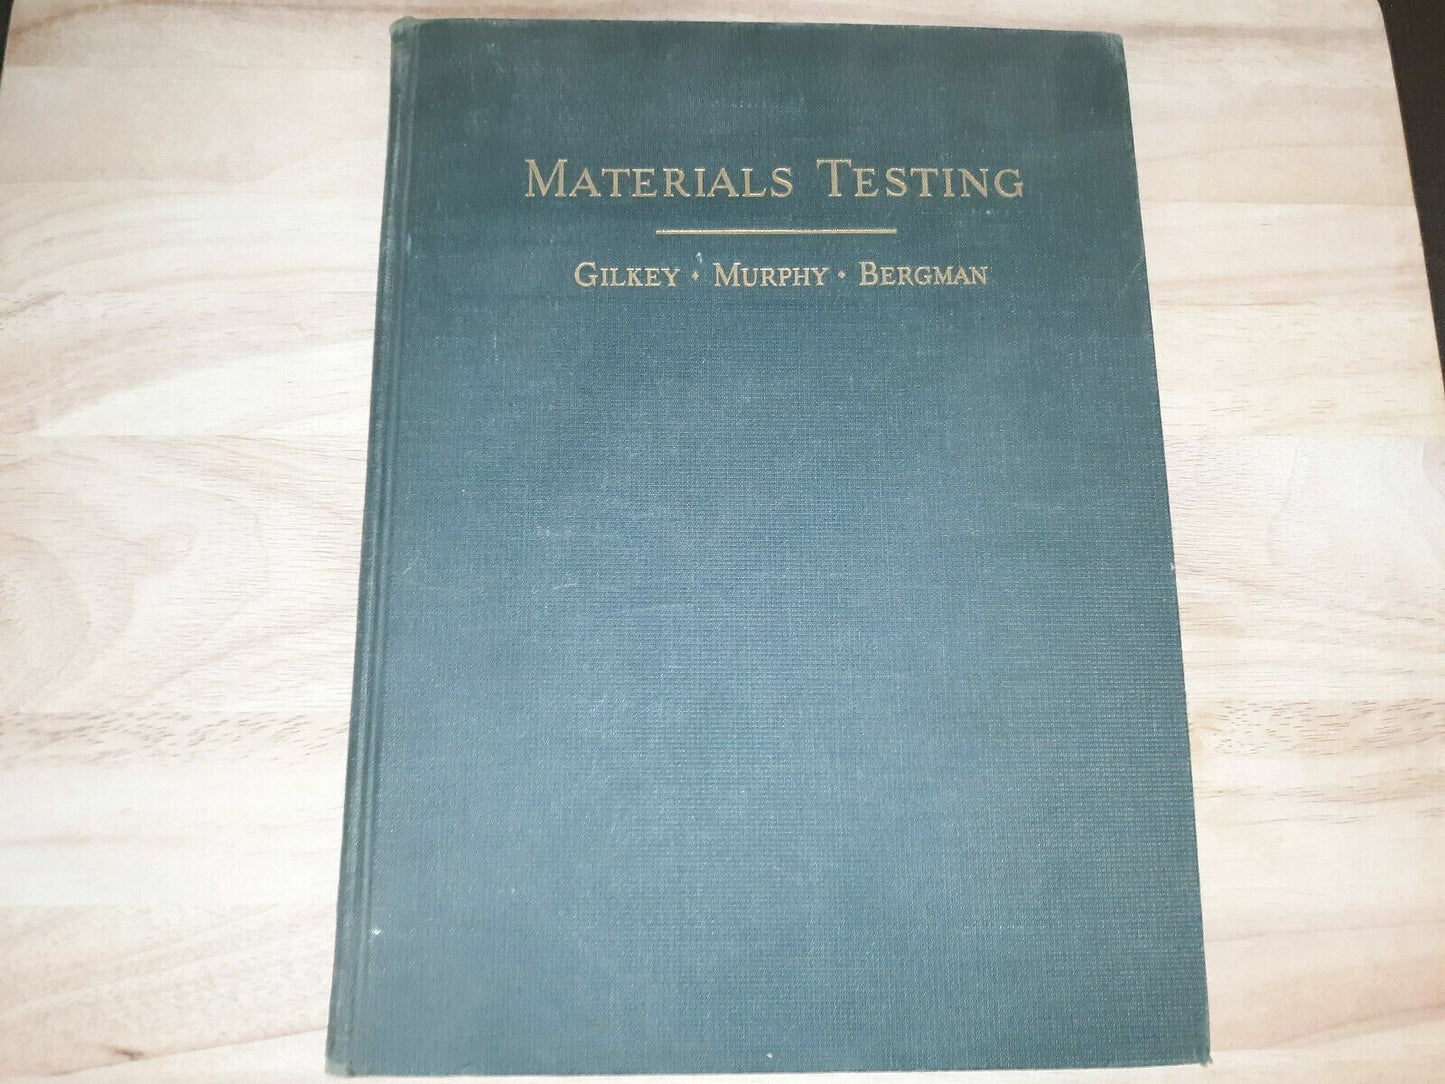 MATERIALS TESTING
GILKEY · MURPHY · BERGMAN